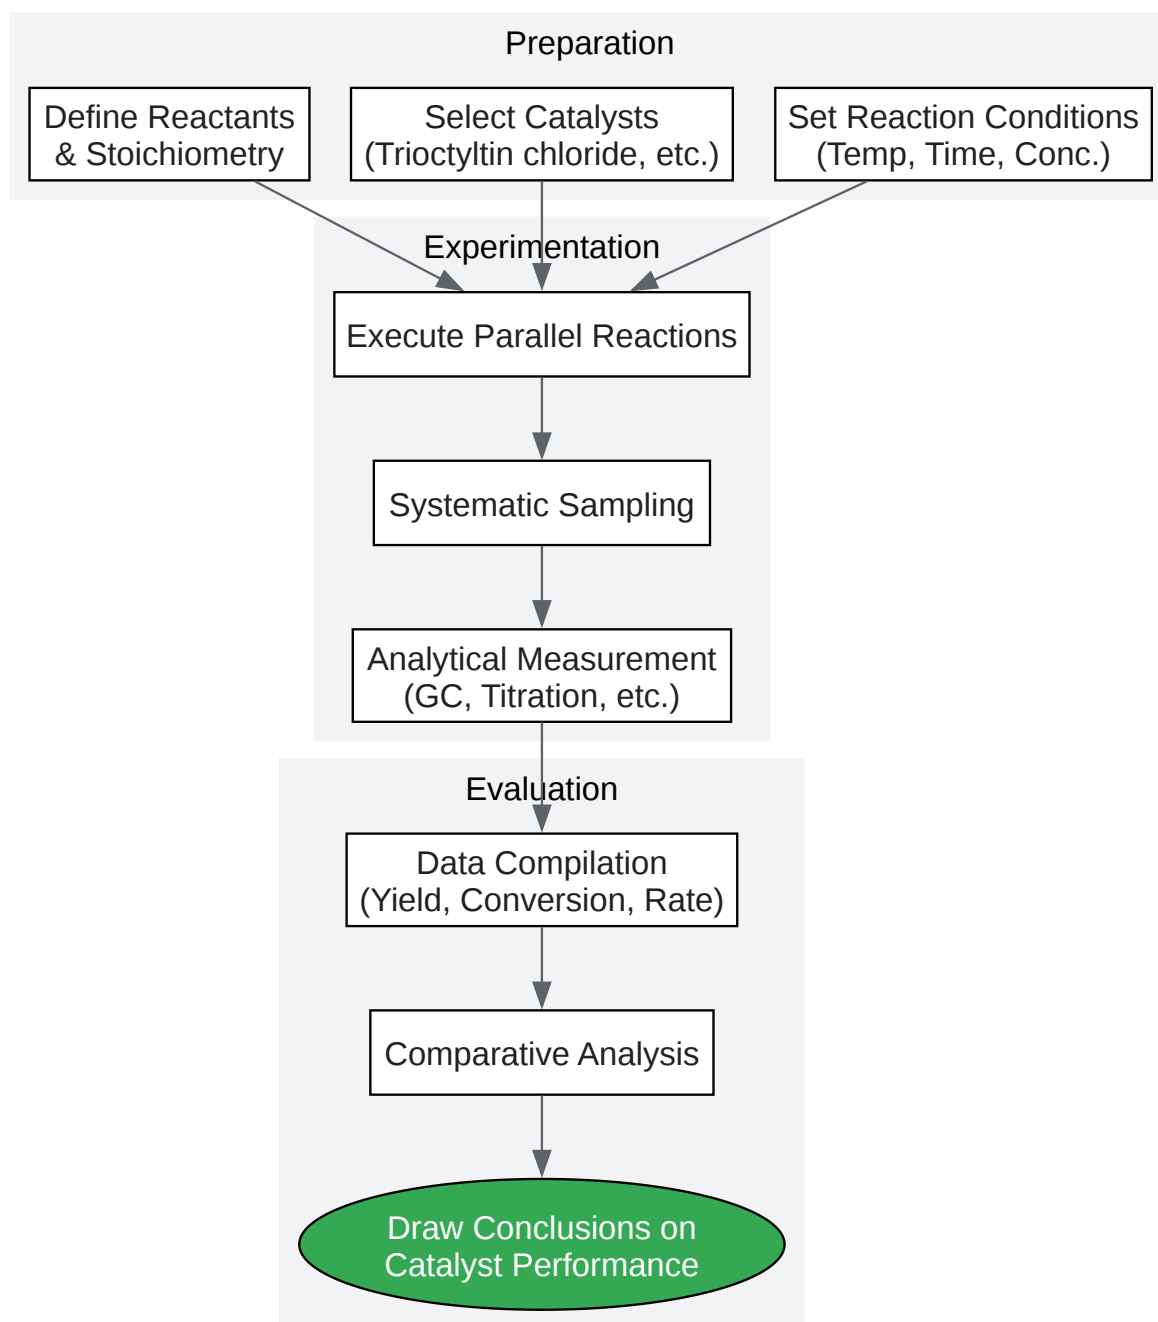 Preparation
Define Reactants
& Stoichiometry
Select Catalysts
(Trioctyltin chloride, etc.)
Set Reaction Conditions
(Temp, Time, Conc.)
Experimentation
Execute Parallel Reactions
Systematic Sampling
Analytical Measurement
(GC, Titration, etc.)
Evaluation
Data Compilation
(Yield, Conversion, Rate)
Comparative Analysis
Draw Conclusions on
Catalyst Performance